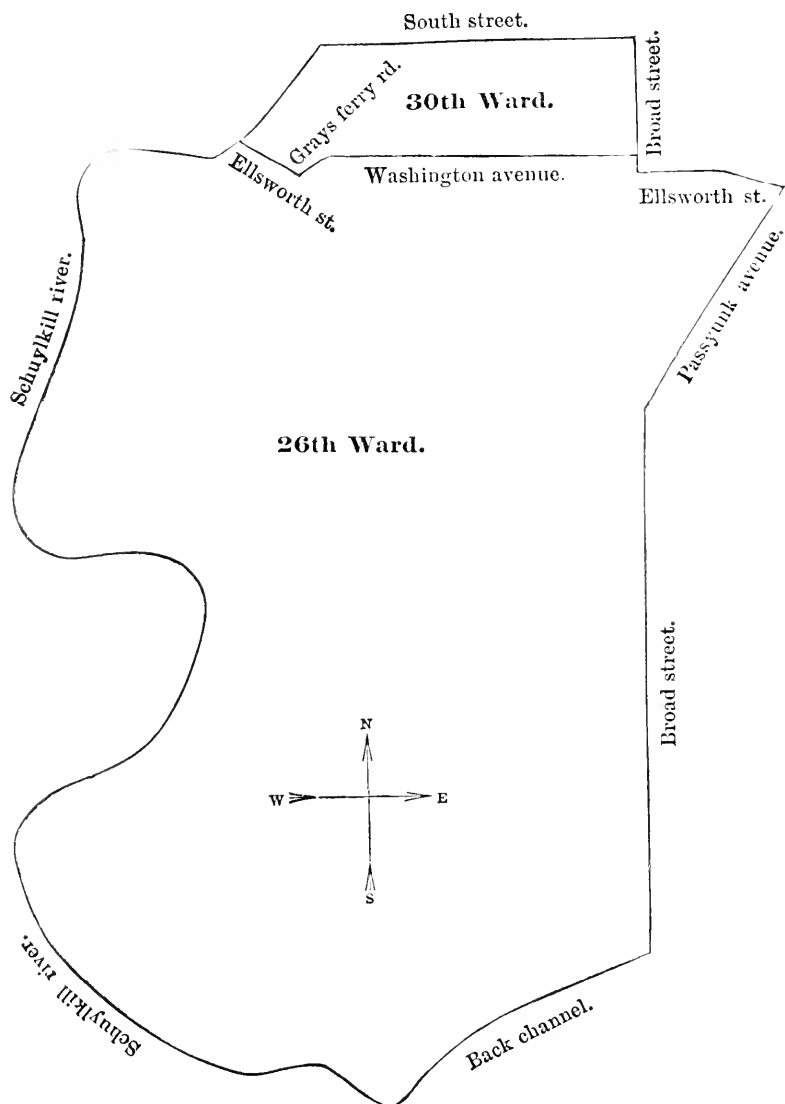 South street.
Broad street.
Grays ferry rd.
30th Ward.
Ellsworth st.
Washington avenue.
Ellsworth st.
Passyunk avenue.
Schuylkill river.
26th Ward.
Broad street.
N
W
E
S
Schuylkill river.
Back channel.